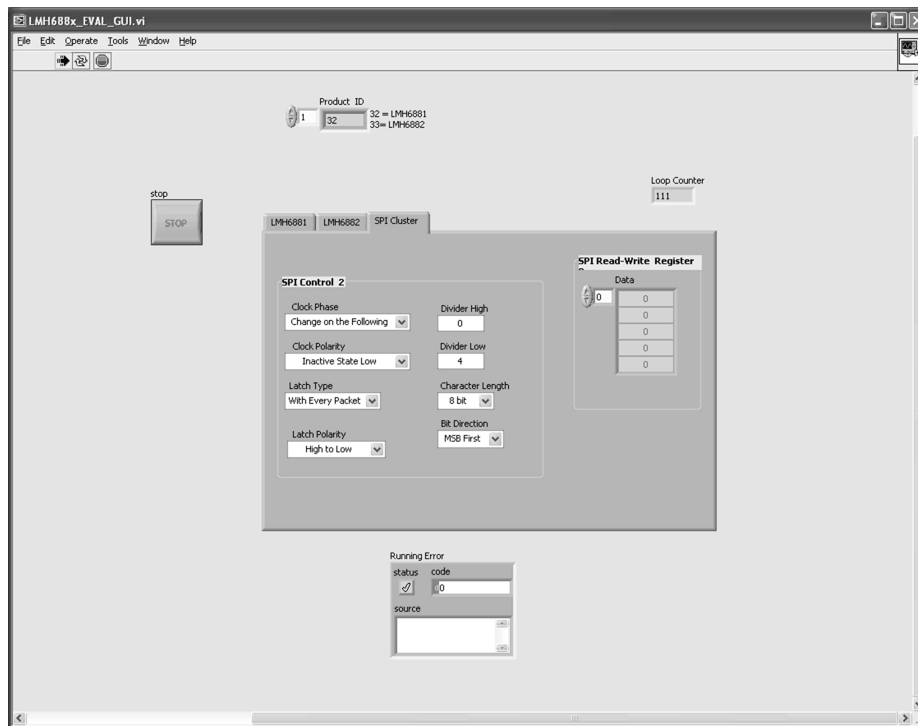 LMH688x_EVAL_GUI.vi
File Edit Operate Tools Window Help
Product ID
1
32
32 = LMH6881
33= LMH6882
Loop Counter
111
stop
STOP
LMH6881 LMH6882 SPI Cluster
SPI Control 2
Clock Phase
Change on the Following
Clock Polarity
Inactive State Low
Latch Type
With Every Packet
Latch Polarity
High to Low
Divider High
0
Divider Low
4
Character Length
8 bit
Bit Direction
MSB First
SPI Read-Write Register
Data
0
0
0
0
0
0
Running Error
status code
0
source